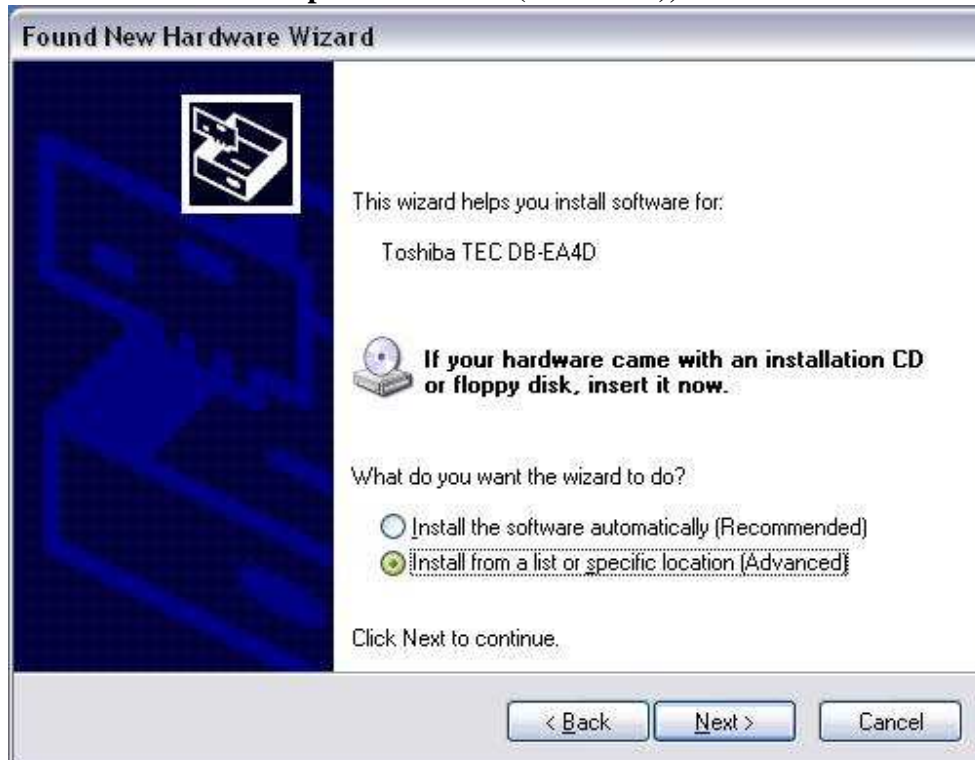 Found New Hardware Wizard
This wizard helps you install software for:
Toshiba TEC DB-EA4D
If your hardware came with an installation CD
or floppy disk, insert it now.
What do you want the wizard to do?
Install the software automatically (Recommended)
Install from a list or specific location (Advanced)
Click Next to continue.
< Back
Next >
Cancel